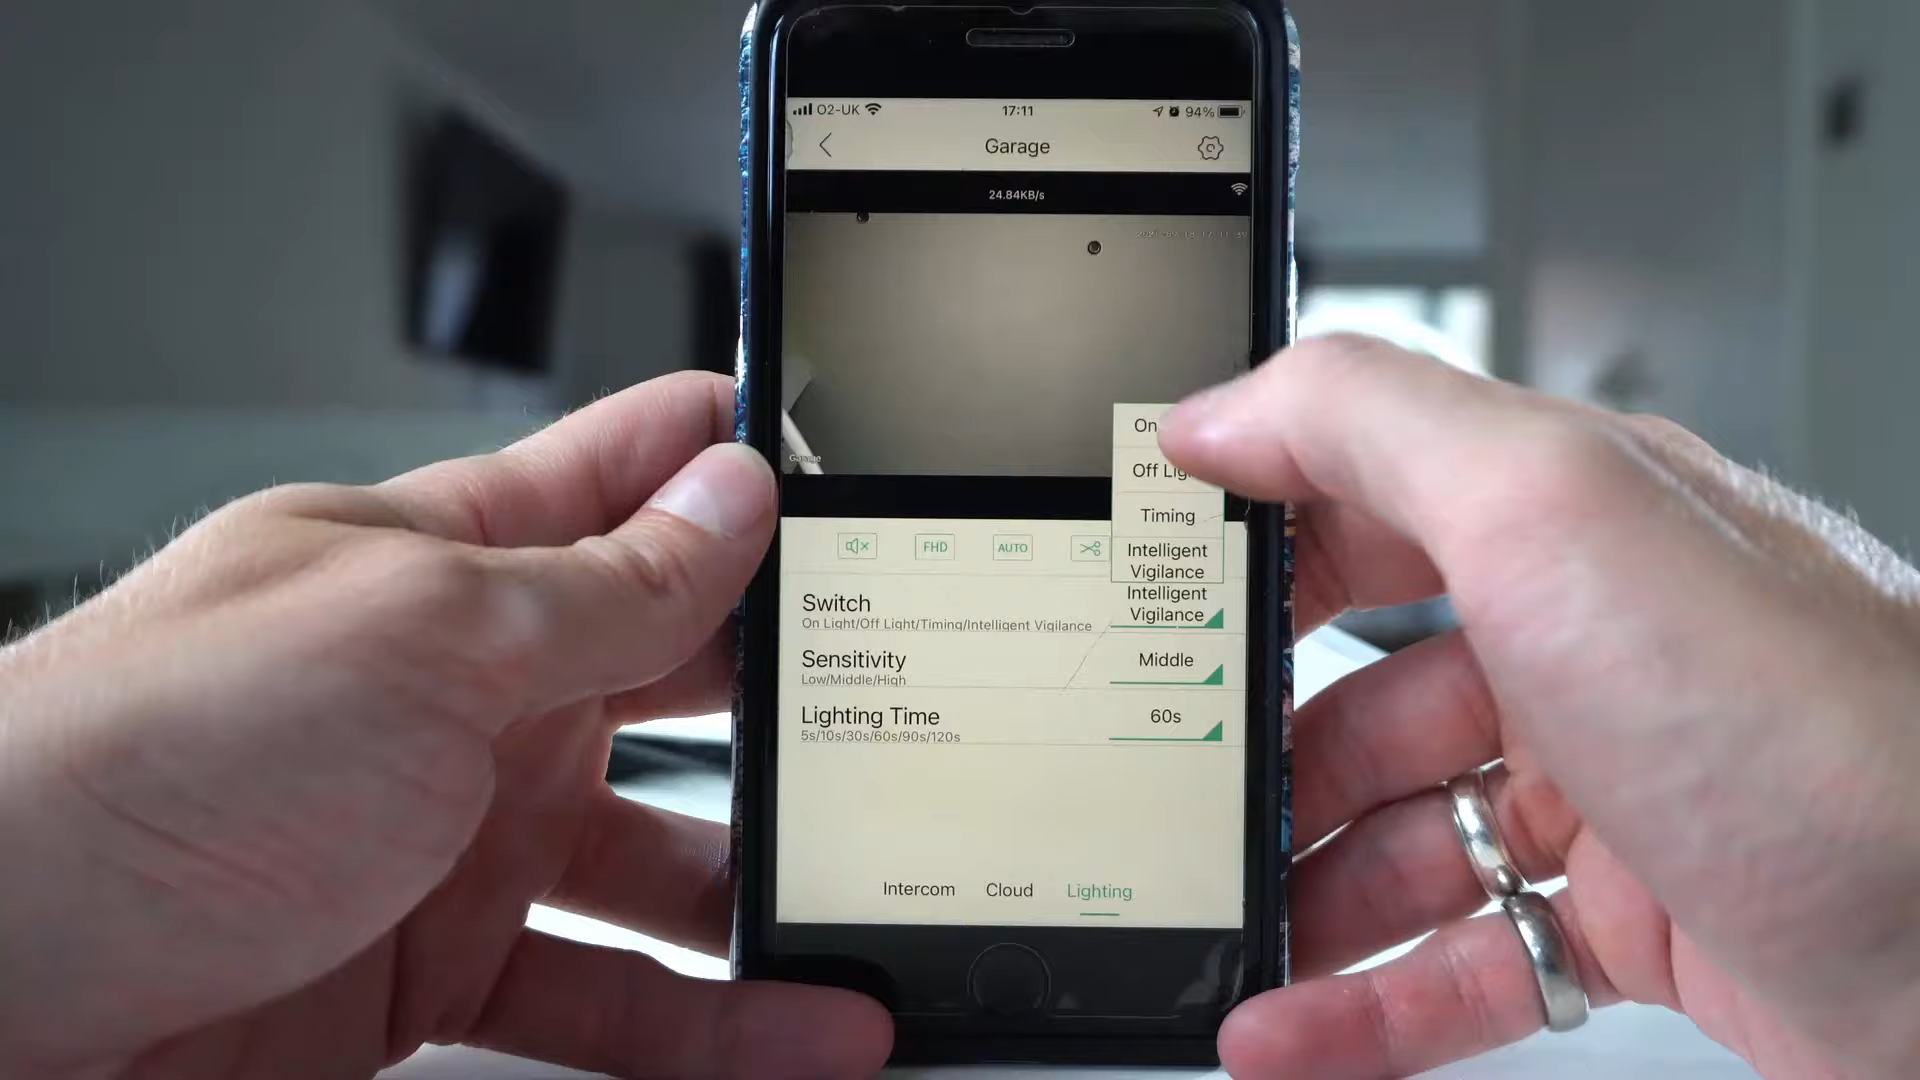 O2-UK 17:11 94%
Garage
24.84KB/s
Garage
On
Off Lig
Timing
Intelligent
Vigilance
FHD AUTO
Switch
On Light/Off Light/Timing/Intelligent Vigilance
Intelligent
Vigilance
Sensitivity
Low/Middle/High
Middle
Lighting Time
5s/10s/30s/60s/90s/120s
60s
Intercom Cloud Lighting